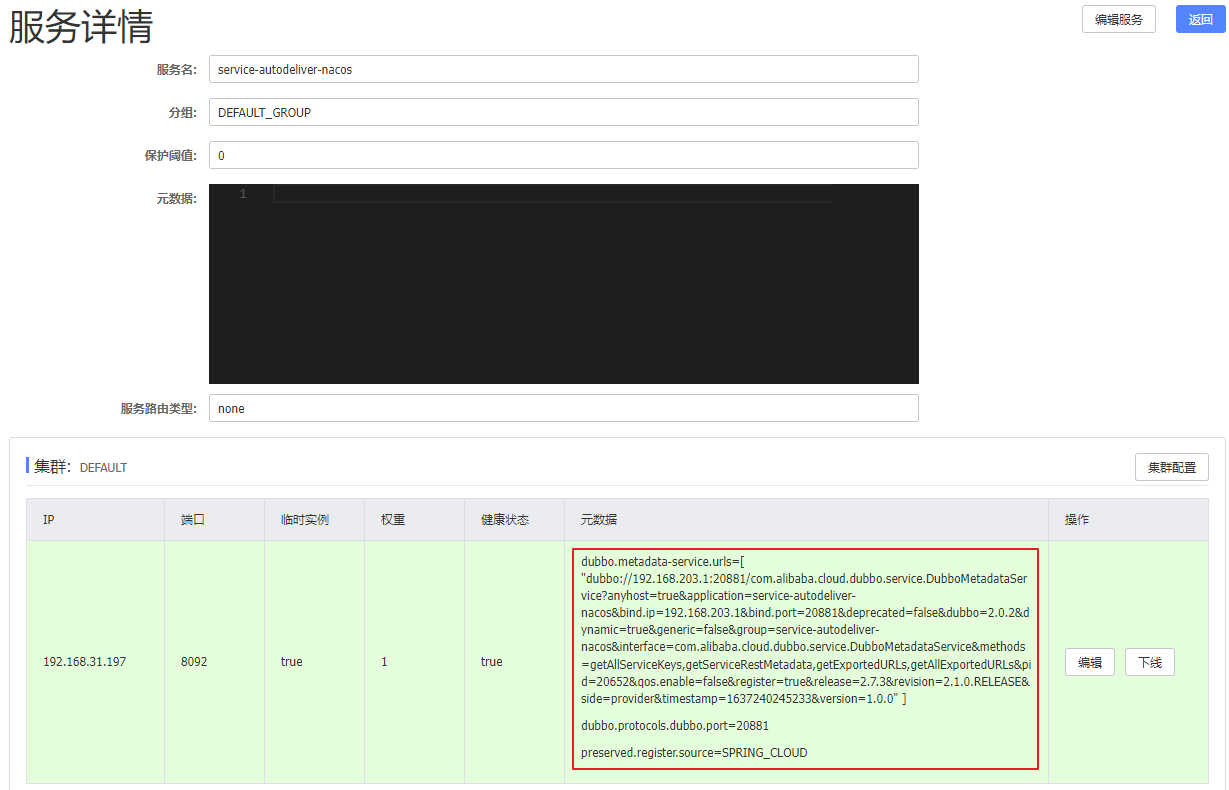 服务详情
编辑服务
返回
服务名: service-autodeliver-nacos
分组: DEFAULT_GROUP
保护阈值: 0
元数据: 1
服务路由类型: none
集群: DEFAULT
集群配置
IP 端口 临时实例 权重 健康状态 元数据 操作
dubbo.metadata-service.urls=[
"dubbo://192.168.203.1:20881/com.alibaba.cloud.dubbo.service.DubboMetadataSer
vice?anyhost=true&application=service-autodeliver-
nacos&bind.ip=192.168.203.1&bind.port=20881&deprecated=false&dubbo=2.0.2&d
ynamic=true&generic=false&group=service-autodeliver-
nacos&interface=com.alibaba.cloud.dubbo.service.DubboMetadataService&methods
=getAllServiceKeys,getServiceRestMetadata,getExportedURLs,getAllExportedURLs&pi
d=20652&qos.enable=false&register=true&release=2.7.3&revision=2.1.0.RELEASE&
side=provider&timestamp=1637240245233&version=1.0.0" ]
dubbo.protocols.dubbo.port=20881
preserved.register.source=SPRING_CLOUD
192.168.31.197 8092 true 1 true 编辑 下线